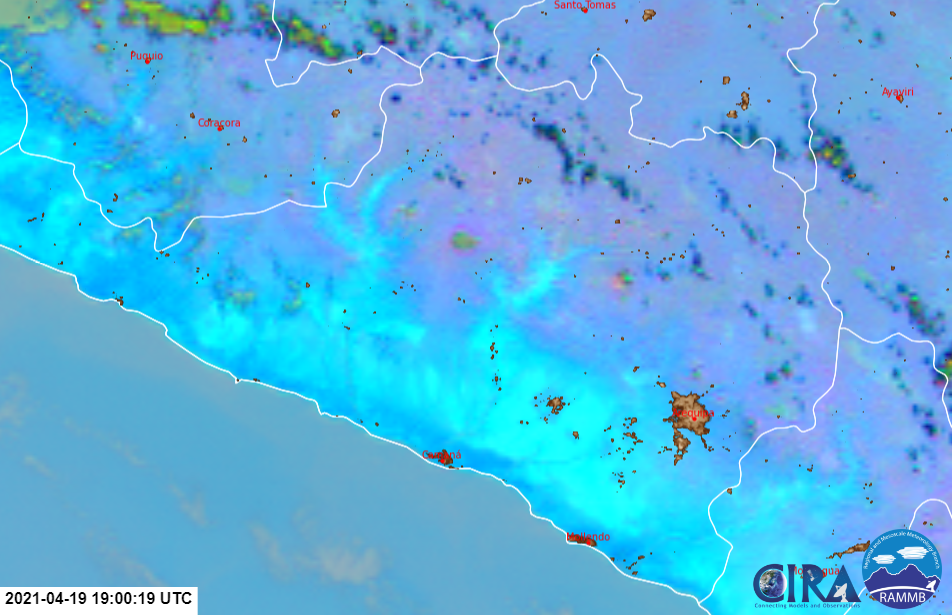 Santo Tomas
Puquio
Ayaviri
Coracora
Arequipa
Camaná
Mollendo
Moquegua
CIRA
Connecting Models and Observations
Regional and Mesoscale Meteorology Branch
RAMMB
2021-04-19 19:00:19 UTC